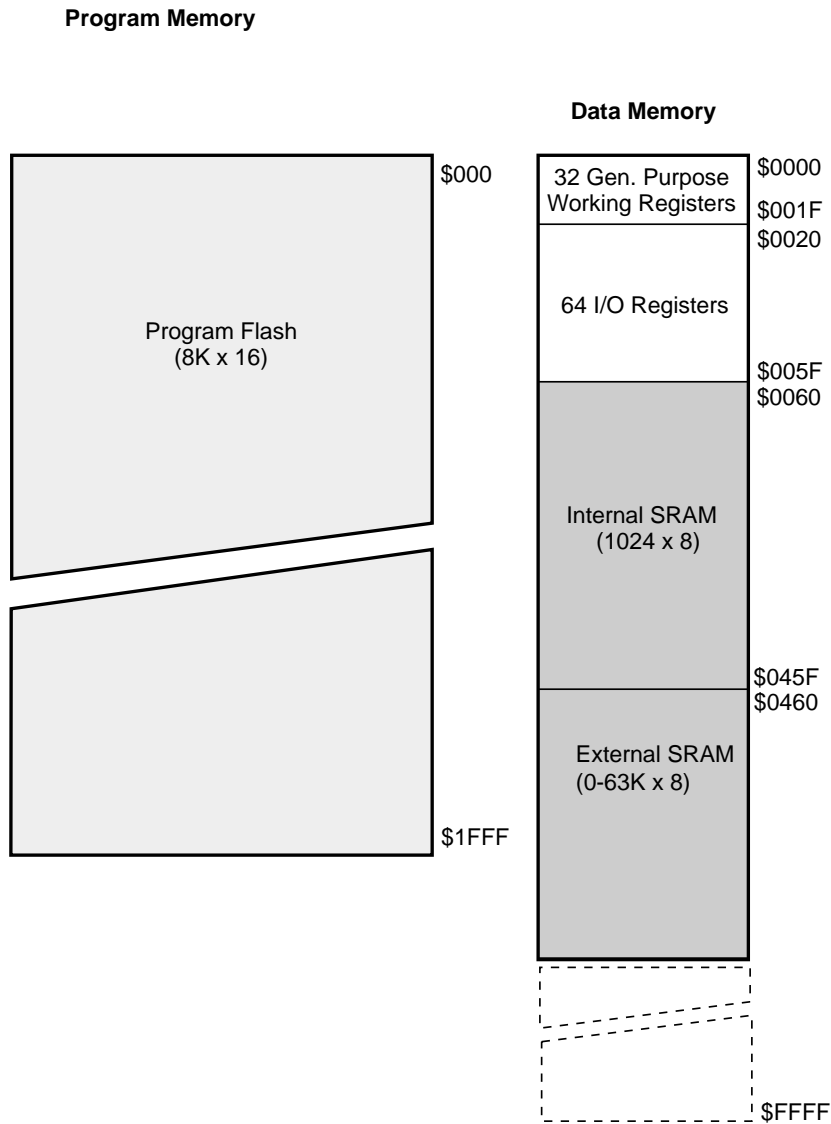 Program Memory
$000
Program Flash
(8K x 16)
$1FFF
Data Memory
32 Gen. Purpose
Working Registers
$0000
$001F
$0020
64 I/O Registers
$005F
$0060
Internal SRAM
(1024 x 8)
$045F
$0460
External SRAM
(0-63K x 8)
$FFFF